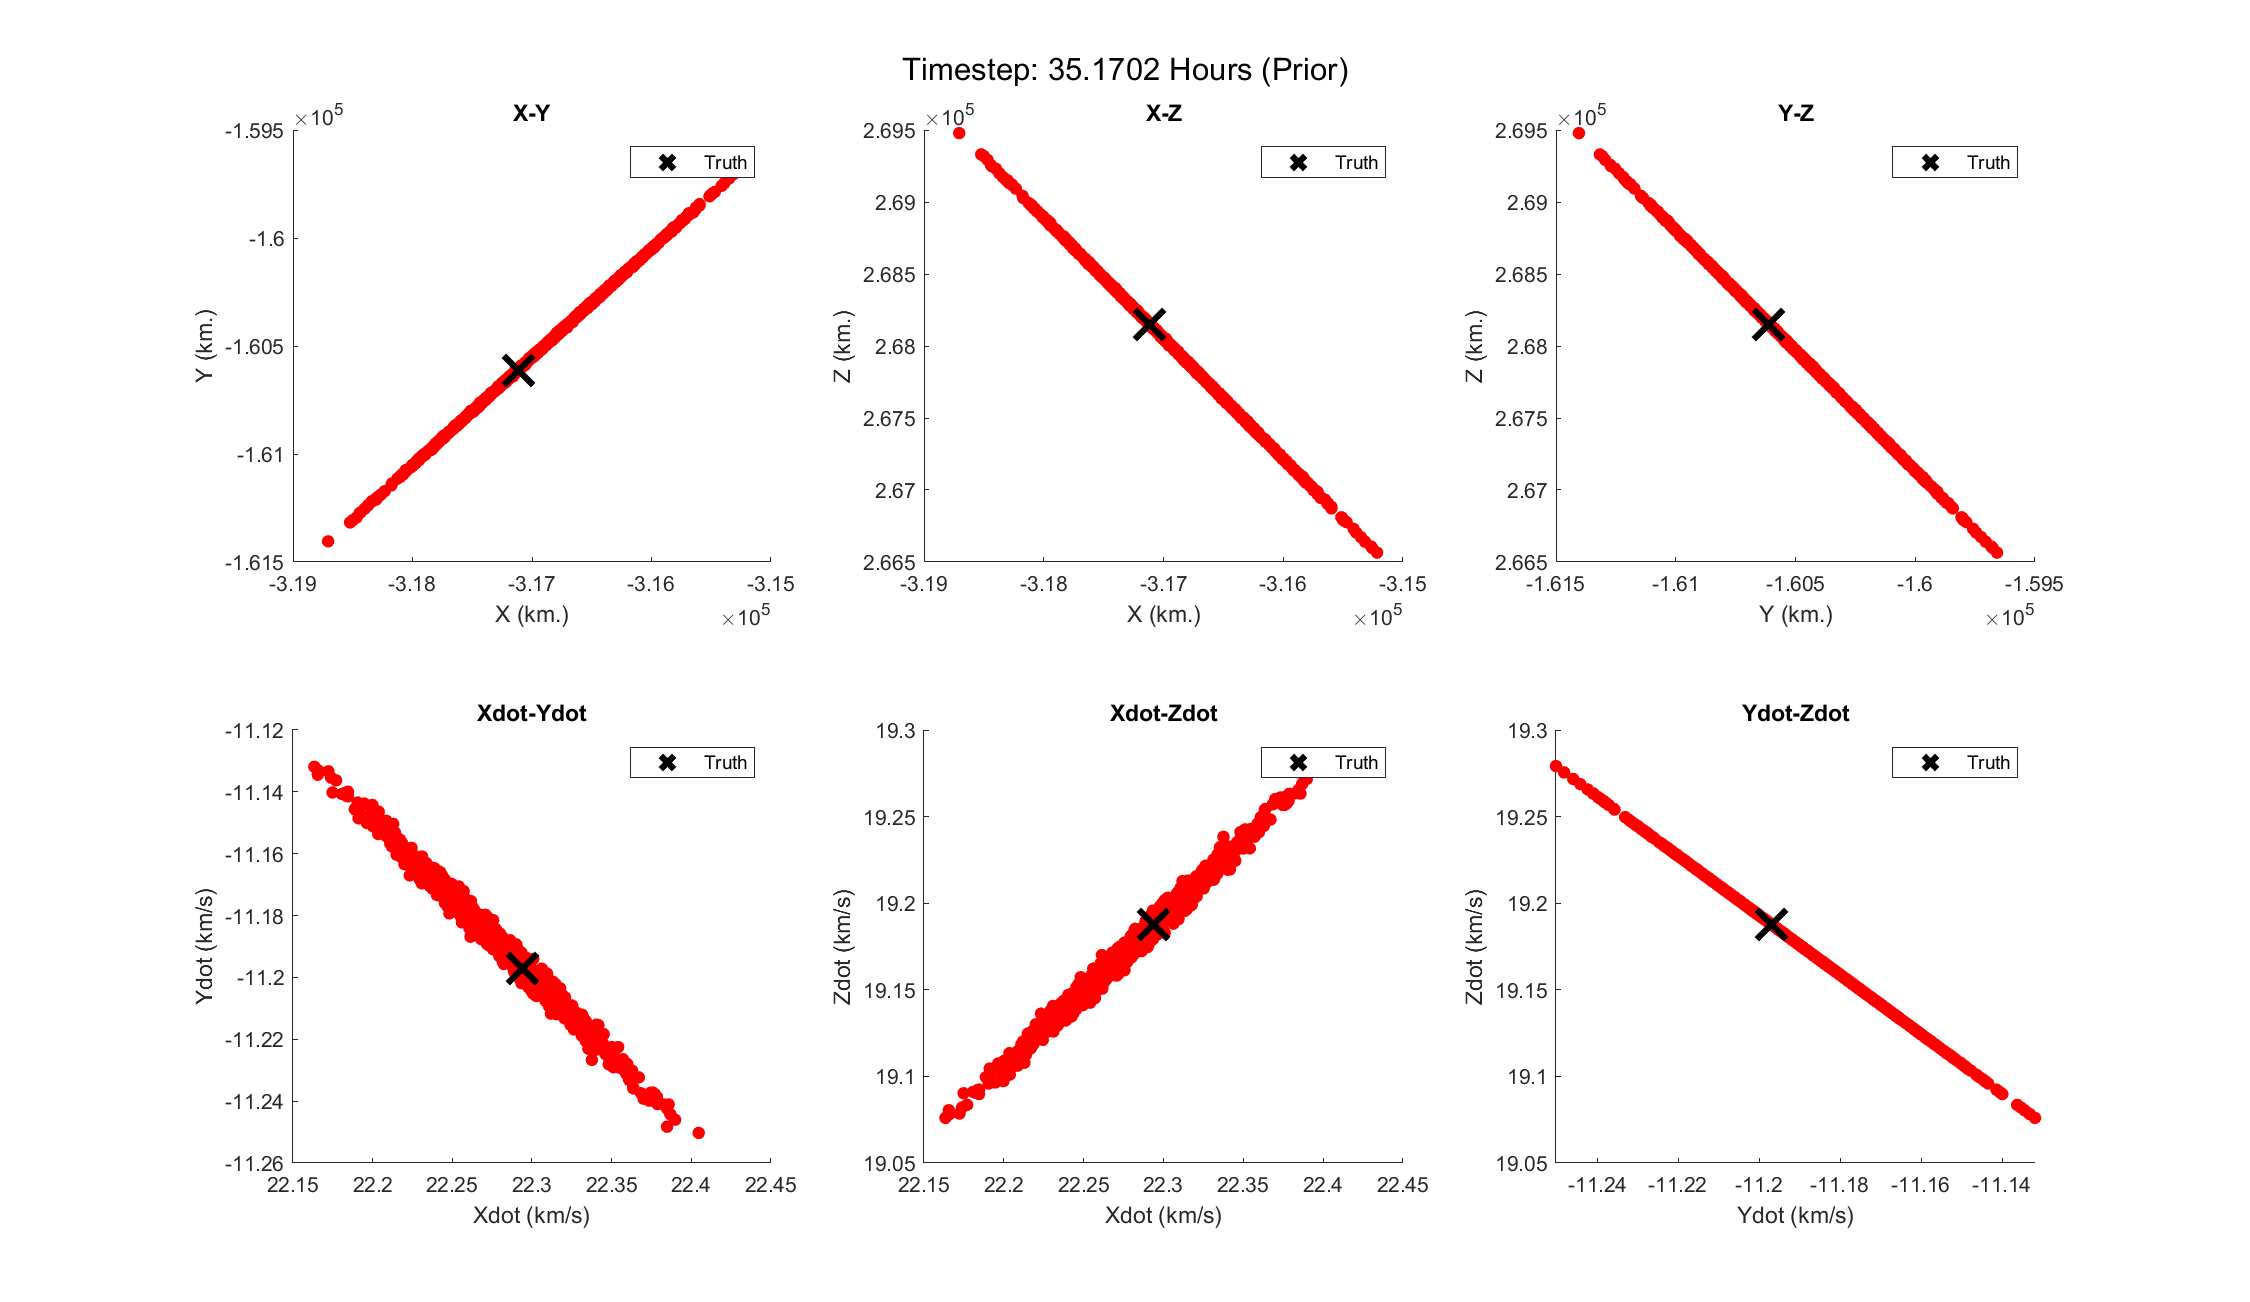 Timestep: 35.1702 Hours (Prior)
X-Y
×10^5
-1.595
-1.6
-1.605
-1.61
-1.615
Y (km.)
Truth
-3.19 -3.18 -3.17 -3.16 -3.15
X (km.)
×10^5
X-Z
×10^5
2.695
2.69
2.685
2.68
2.675
2.67
2.665
Z (km.)
Truth
-3.19 -3.18 -3.17 -3.16 -3.15
X (km.)
×10^5
Y-Z
×10^5
2.695
2.69
2.685
2.68
2.675
2.67
2.665
Z (km.)
Truth
-1.615 -1.61 -1.605 -1.6 -1.595
Y (km.)
×10^5
Xdot-Ydot
-11.12
-11.14
-11.16
-11.18
-11.2
-11.22
-11.24
-11.26
Ydot (km/s)
Truth
22.15 22.2 22.25 22.3 22.35 22.4 22.45
Xdot (km/s)
Xdot-Zdot
19.3
19.25
19.2
19.15
19.1
19.05
Zdot (km/s)
Truth
22.15 22.2 22.25 22.3 22.35 22.4 22.45
Xdot (km/s)
Ydot-Zdot
19.3
19.25
19.2
19.15
19.1
19.05
Zdot (km/s)
Truth
-11.24 -11.22 -11.2 -11.18 -11.16 -11.14
Ydot (km/s)